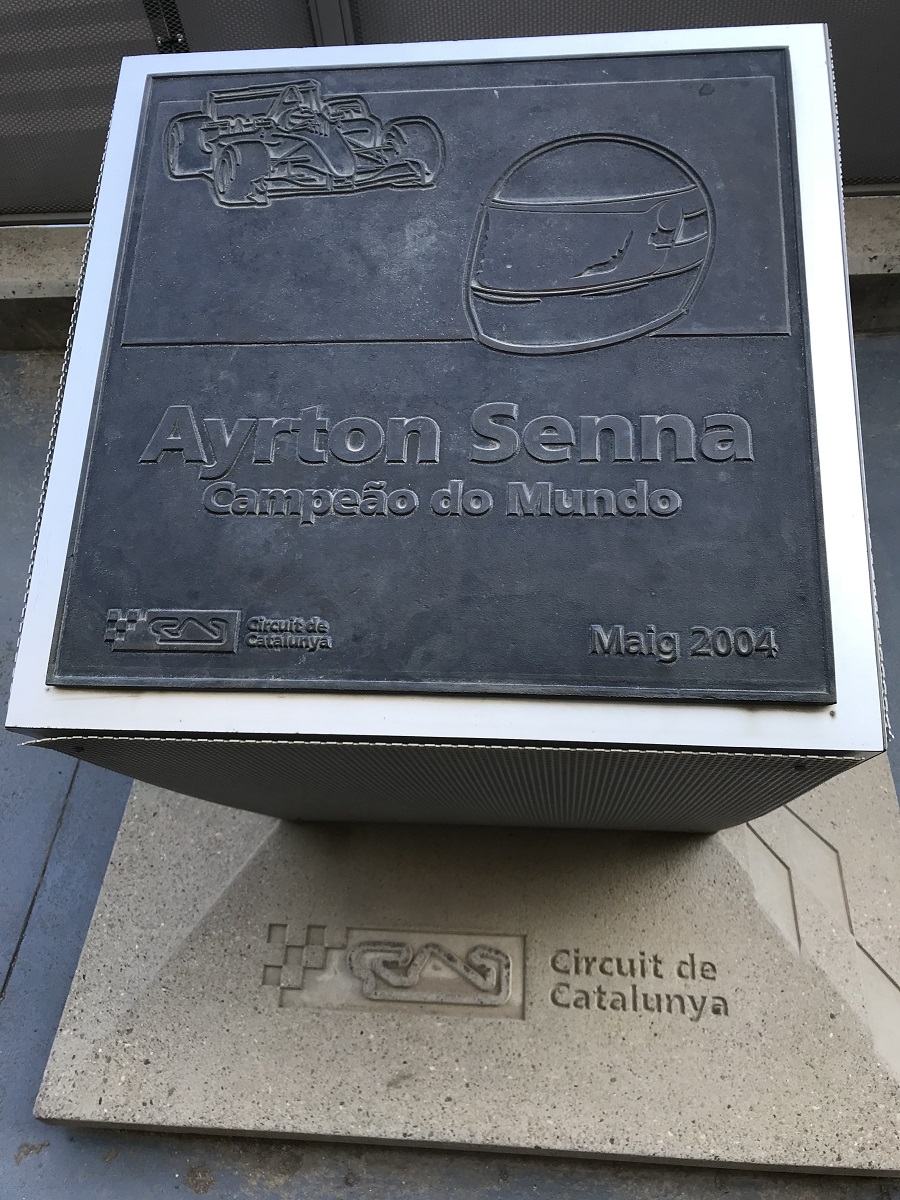 Ayrton Senna
Campeão do Mundo
Circuit de
Catalunya
Maig 2004
Circuit de
Catalunya